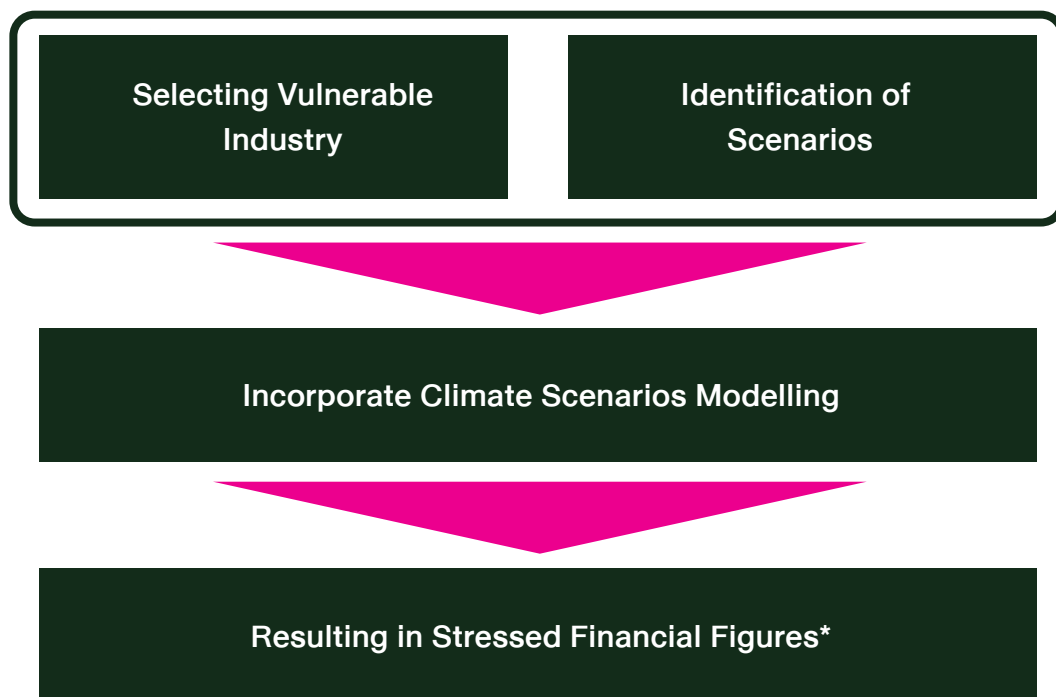 Selecting Vulnerable
Industry
Identification of
Scenarios
Incorporate Climate Scenarios Modelling
Resulting in Stressed Financial Figures*